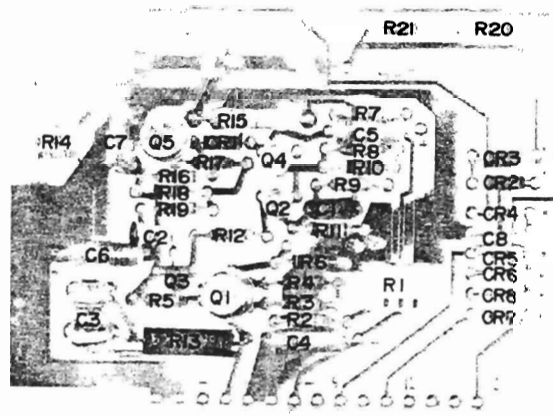 R21 R20
R15 R7
R14 C7 Q5 CR1 C5
R17 Q4 R8 CR3
R16 R10
R18 R9 CR2
R19 Q2 C1 CR4
C2 R12 R11 C8
C6 R6 CR5
Q3 R4 R1 CR6
R5 Q1 R3 CR8
C3 R2 CR7
R13 C4